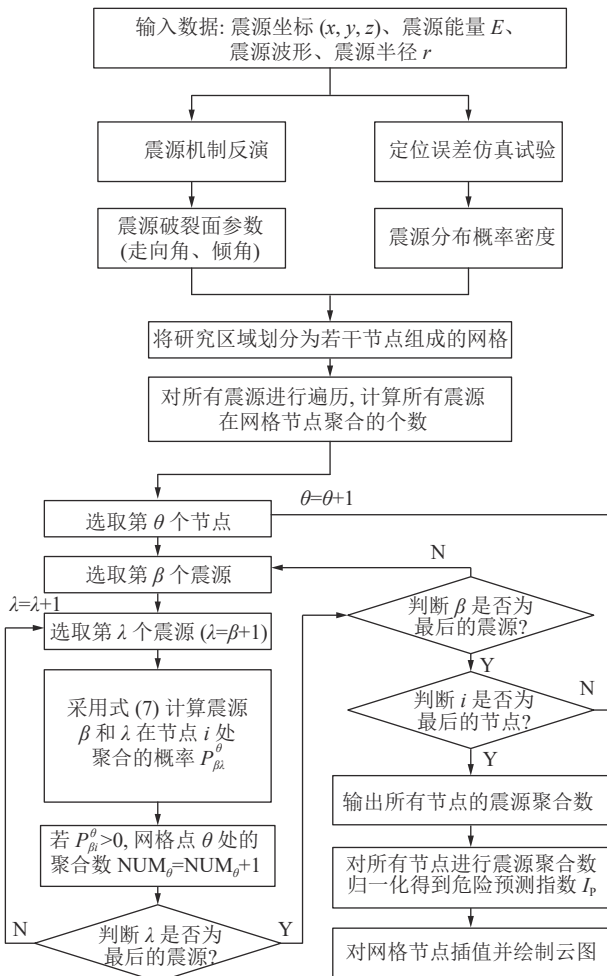 输入数据: 震源坐标 (x, y, z)、震源能量 E、
震源波形、震源半径 r
震源机制反演
定位误差仿真试验
震源破裂面参数
(走向角、倾角)
震源分布概率密度
将研究区域划分为若干节点组成的网格
对所有震源进行遍历, 计算所有震源
在网格节点聚合的个数
θ=θ+1
选取第 θ 个节点
选取第 β 个震源
λ=λ+1
选取第 λ 个震源 (λ=β+1)
采用式 (7) 计算震源
β 和 λ 在节点 i 处
聚合的概率 P_{βλ}^θ
若 P_{βi}^θ>0, 网格点 θ 处的
聚合数 NUM_θ=NUM_θ+1
N
Y
判断 λ 是否为
最后的震源?
N
判断 β 是否为
最后的震源?
Y
判断 i 是否为
最后的节点?
N
Y
输出所有节点的震源聚合数
对所有节点进行震源聚合数
归一化得到危险预测指数 I_P
对网格节点插值并绘制云图